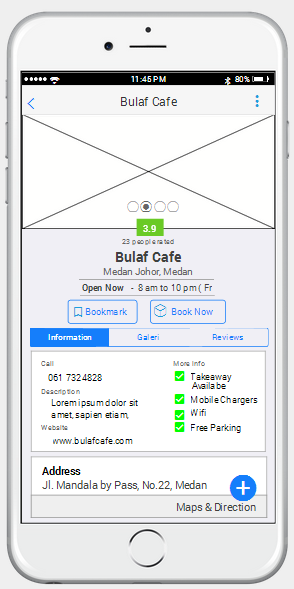 11:45 PM
80%
Bulaf Cafe
3.9
23 people rated
Bulaf Cafe
Medan Johor, Medan
Open Now - 8 am to 10 pm ( Fr
Bookmark
Book Now
Information
Galeri
Reviews
Call
061 7324828
Description
Lorem ipsum dolor sit
amet, sapien etiam,
Website
www.bulafcafe.com
More Info
Takeaway
Availabe
Mobile Chargers
Wifi
Free Parking
Address
Jl. Mandala by Pass, No.22, Medan
Maps & Direction